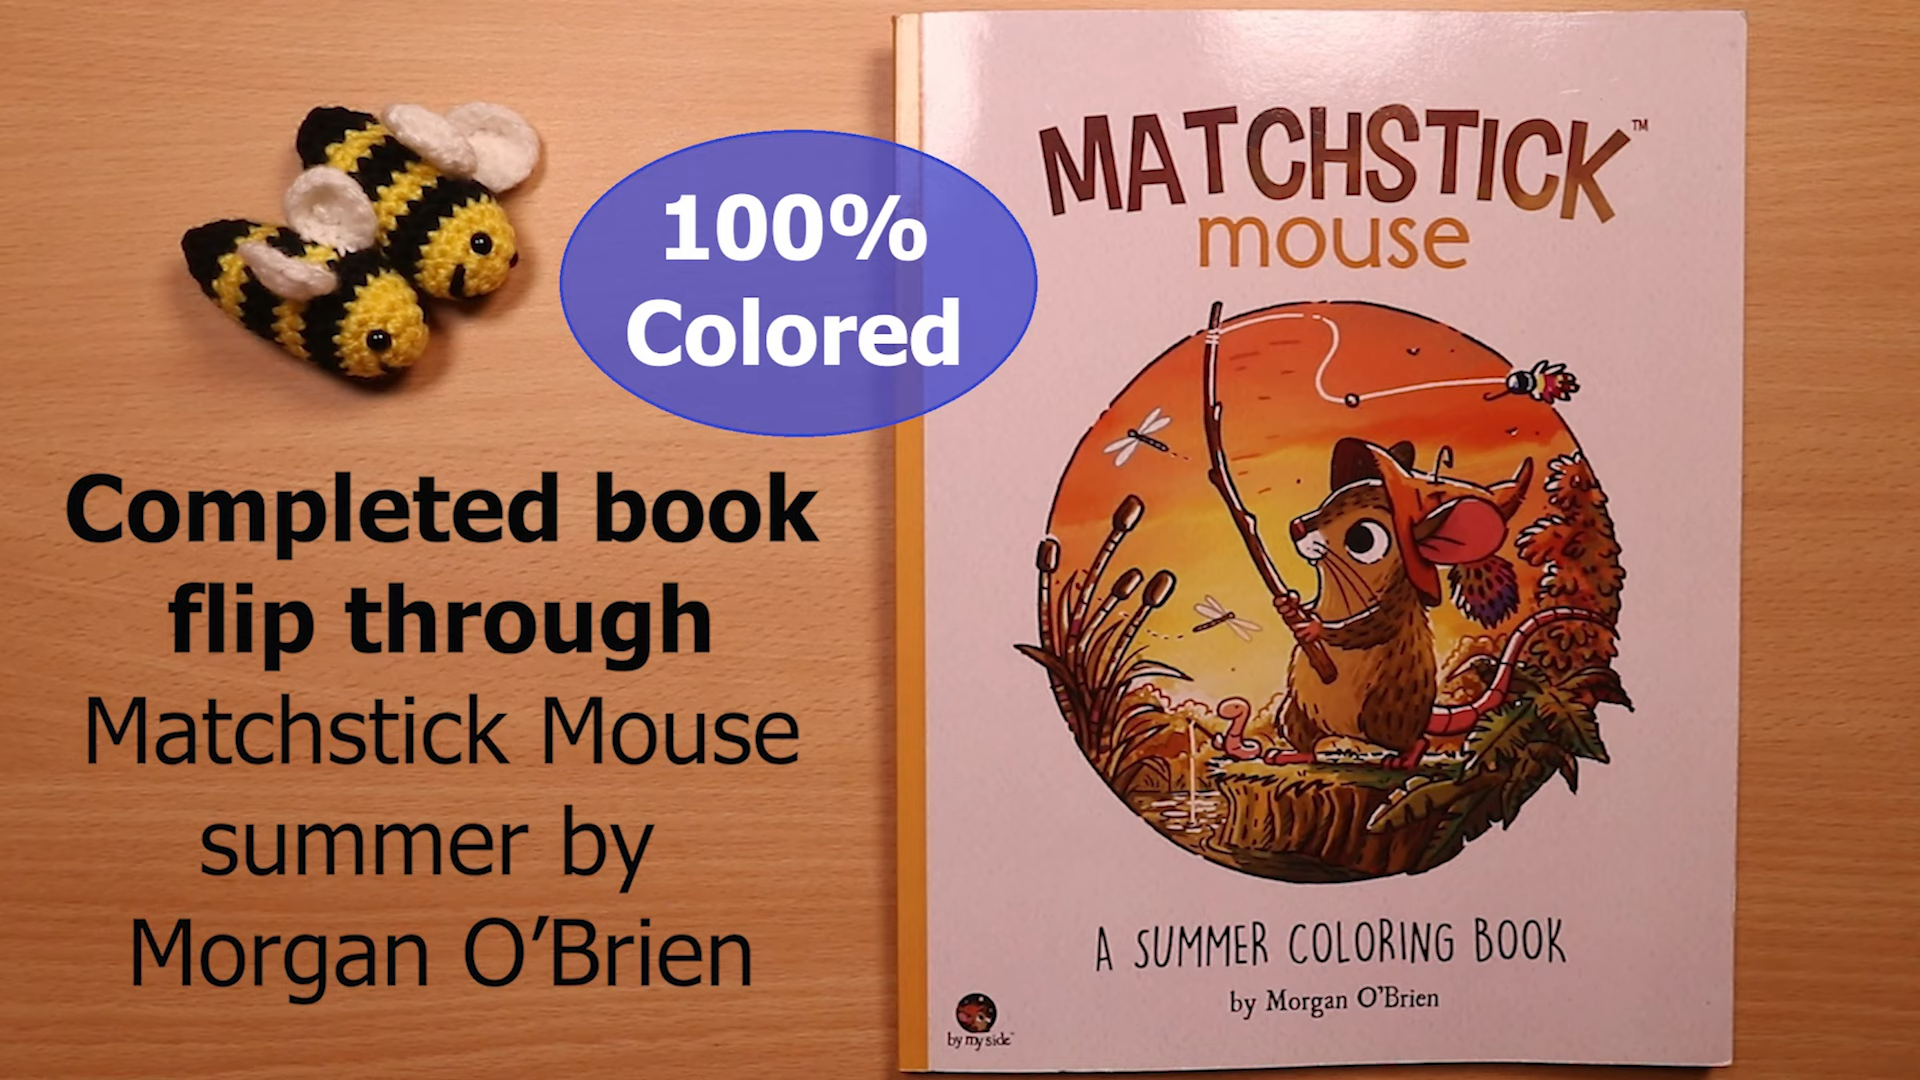 100%
Colored
Completed book
flip through
Matchstick Mouse
summer by
Morgan O’Brien
MATCHSTICK™
mouse
A SUMMER COLORING BOOK
by Morgan O'Brien
by my side™